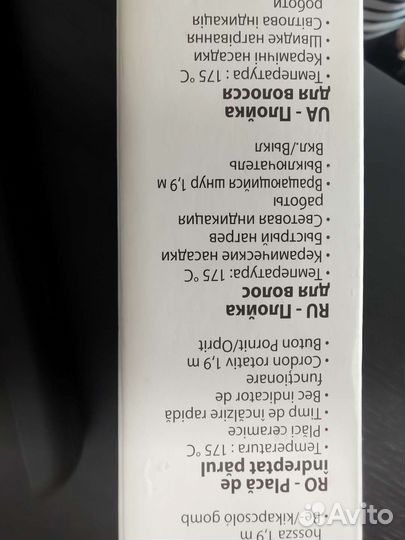 hossza 1,9 m
• Be/kikapcsoló gomb
RO - Placă de
îndreptat părul
• Temperatura : 175 °C
• Plăci ceramice
• Timp de încălzire rapidă
• Bec indicator de
funcționare
• Cordon rotativ 1,9 m
• Buton Pornit/Oprit
RU - Плойка
для волос
• Температура: 175 °C
• Керамические насадки
• Быстрый нагрев
• Световая индикация
работы
• Вращающийся шнур 1,9 м
• Выключатель
Вкл./Выкл
UA - Плойка
для волосся
• Температура : 175 °C
• Керамічні насадки
• Швидке нагрівання
• Світлова індикація
роботи
Avito